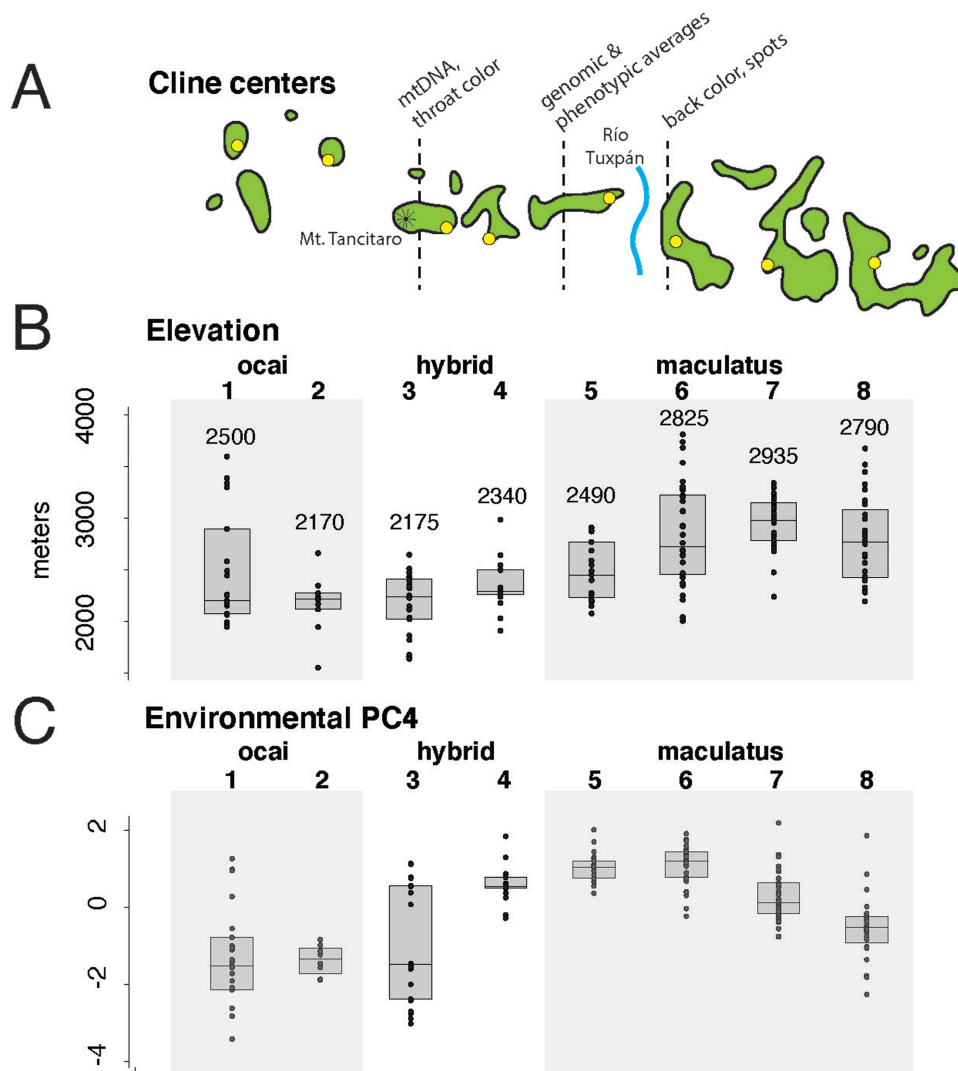 A
Cline centers
mtDNA,
throat color
genomic &
phenotypic averages
back color, spots
Río
Tuxpán
Mt. Tancitaro
B
Elevation
ocai hybrid maculatus
1 2 3 4 5 6 7 8
2500 2170 2175 2340 2490 2825 2935 2790
4000
3000
2000
meters
C
Environmental PC4
ocai hybrid maculatus
1 2 3 4 5 6 7 8
2
0
-2
-4